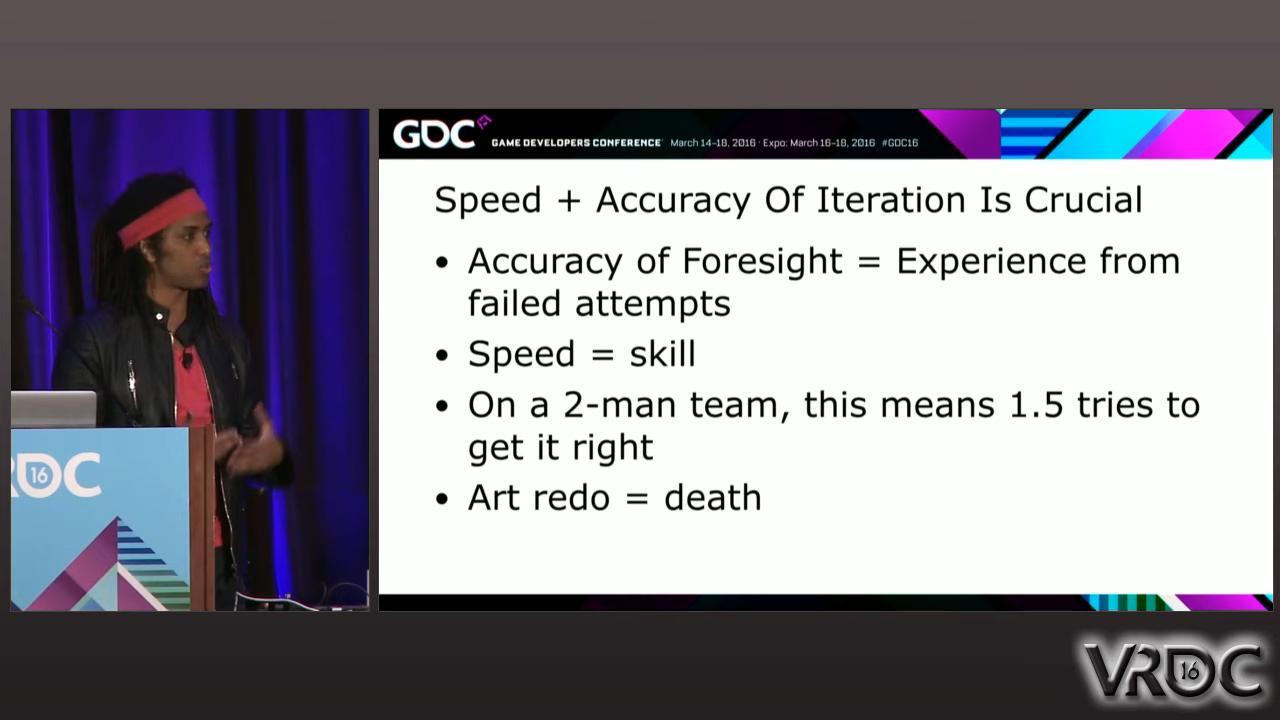 GDC
GAME DEVELOPERS CONFERENCE March 14-18, 2016 · Expo: March 16-18, 2016 #GDC16
Speed + Accuracy Of Iteration Is Crucial
• Accuracy of Foresight = Experience from
failed attempts
• Speed = skill
• On a 2-man team, this means 1.5 tries to
get it right
• Art redo = death
RDC
16
VRDC
16